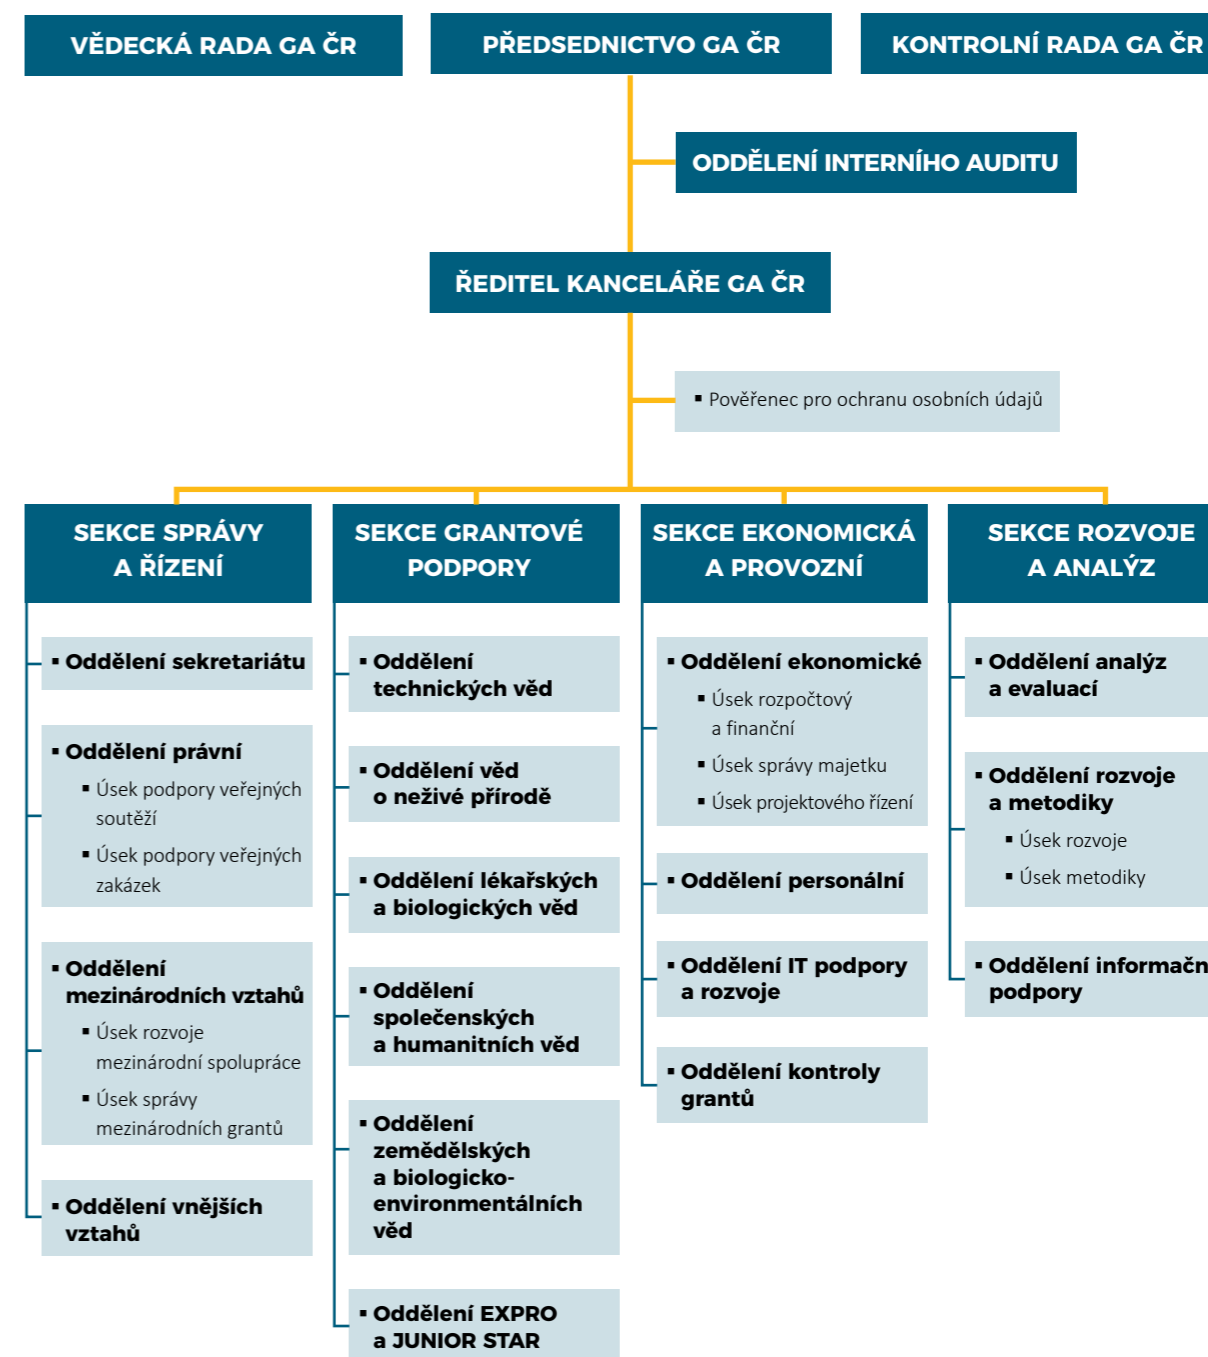 VĚDECKÁ RADA GA ČR
PŘEDSEDNICTVO GA ČR
KONTROLNÍ RADA GA ČR
ODDĚLENÍ INTERNÍHO AUDITU
ŘEDITEL KANCELÁŘE GA ČR
▪ Pověřenec pro ochranu osobních údajů
SEKCE SPRÁVY
A ŘÍZENÍ
▪ Oddělení sekretariátu
▪ Oddělení právní
▪ Úsek podpory veřejných
soutěží
▪ Úsek podpory veřejných
zakázek
▪ Oddělení
mezinárodních vztahů
▪ Úsek rozvoje
mezinárodní spolupráce
▪ Úsek správy
mezinárodních grantů
▪ Oddělení vnějších
vztahů
SEKCE GRANTOVÉ
PODPORY
▪ Oddělení
technických věd
▪ Oddělení věd
o neživé přírodě
▪ Oddělení lékařských
a biologických věd
▪ Oddělení
společenských
a humanitních věd
▪ Oddělení
zemědělských
a biologicko-
environmentálních
věd
▪ Oddělení EXPRO
a JUNIOR STAR
SEKCE EKONOMICKÁ
A PROVOZNÍ
▪ Oddělení ekonomické
▪ Úsek rozpočtový
a finanční
▪ Úsek správy majetku
▪ Úsek projektového řízení
▪ Oddělení personální
▪ Oddělení IT podpory
a rozvoje
▪ Oddělení kontroly
grantů
SEKCE ROZVOJE
A ANALÝZ
▪ Oddělení analýz
a evaluací
▪ Oddělení rozvoje
a metodiky
▪ Úsek rozvoje
▪ Úsek metodiky
▪ Oddělení informačn
podpory